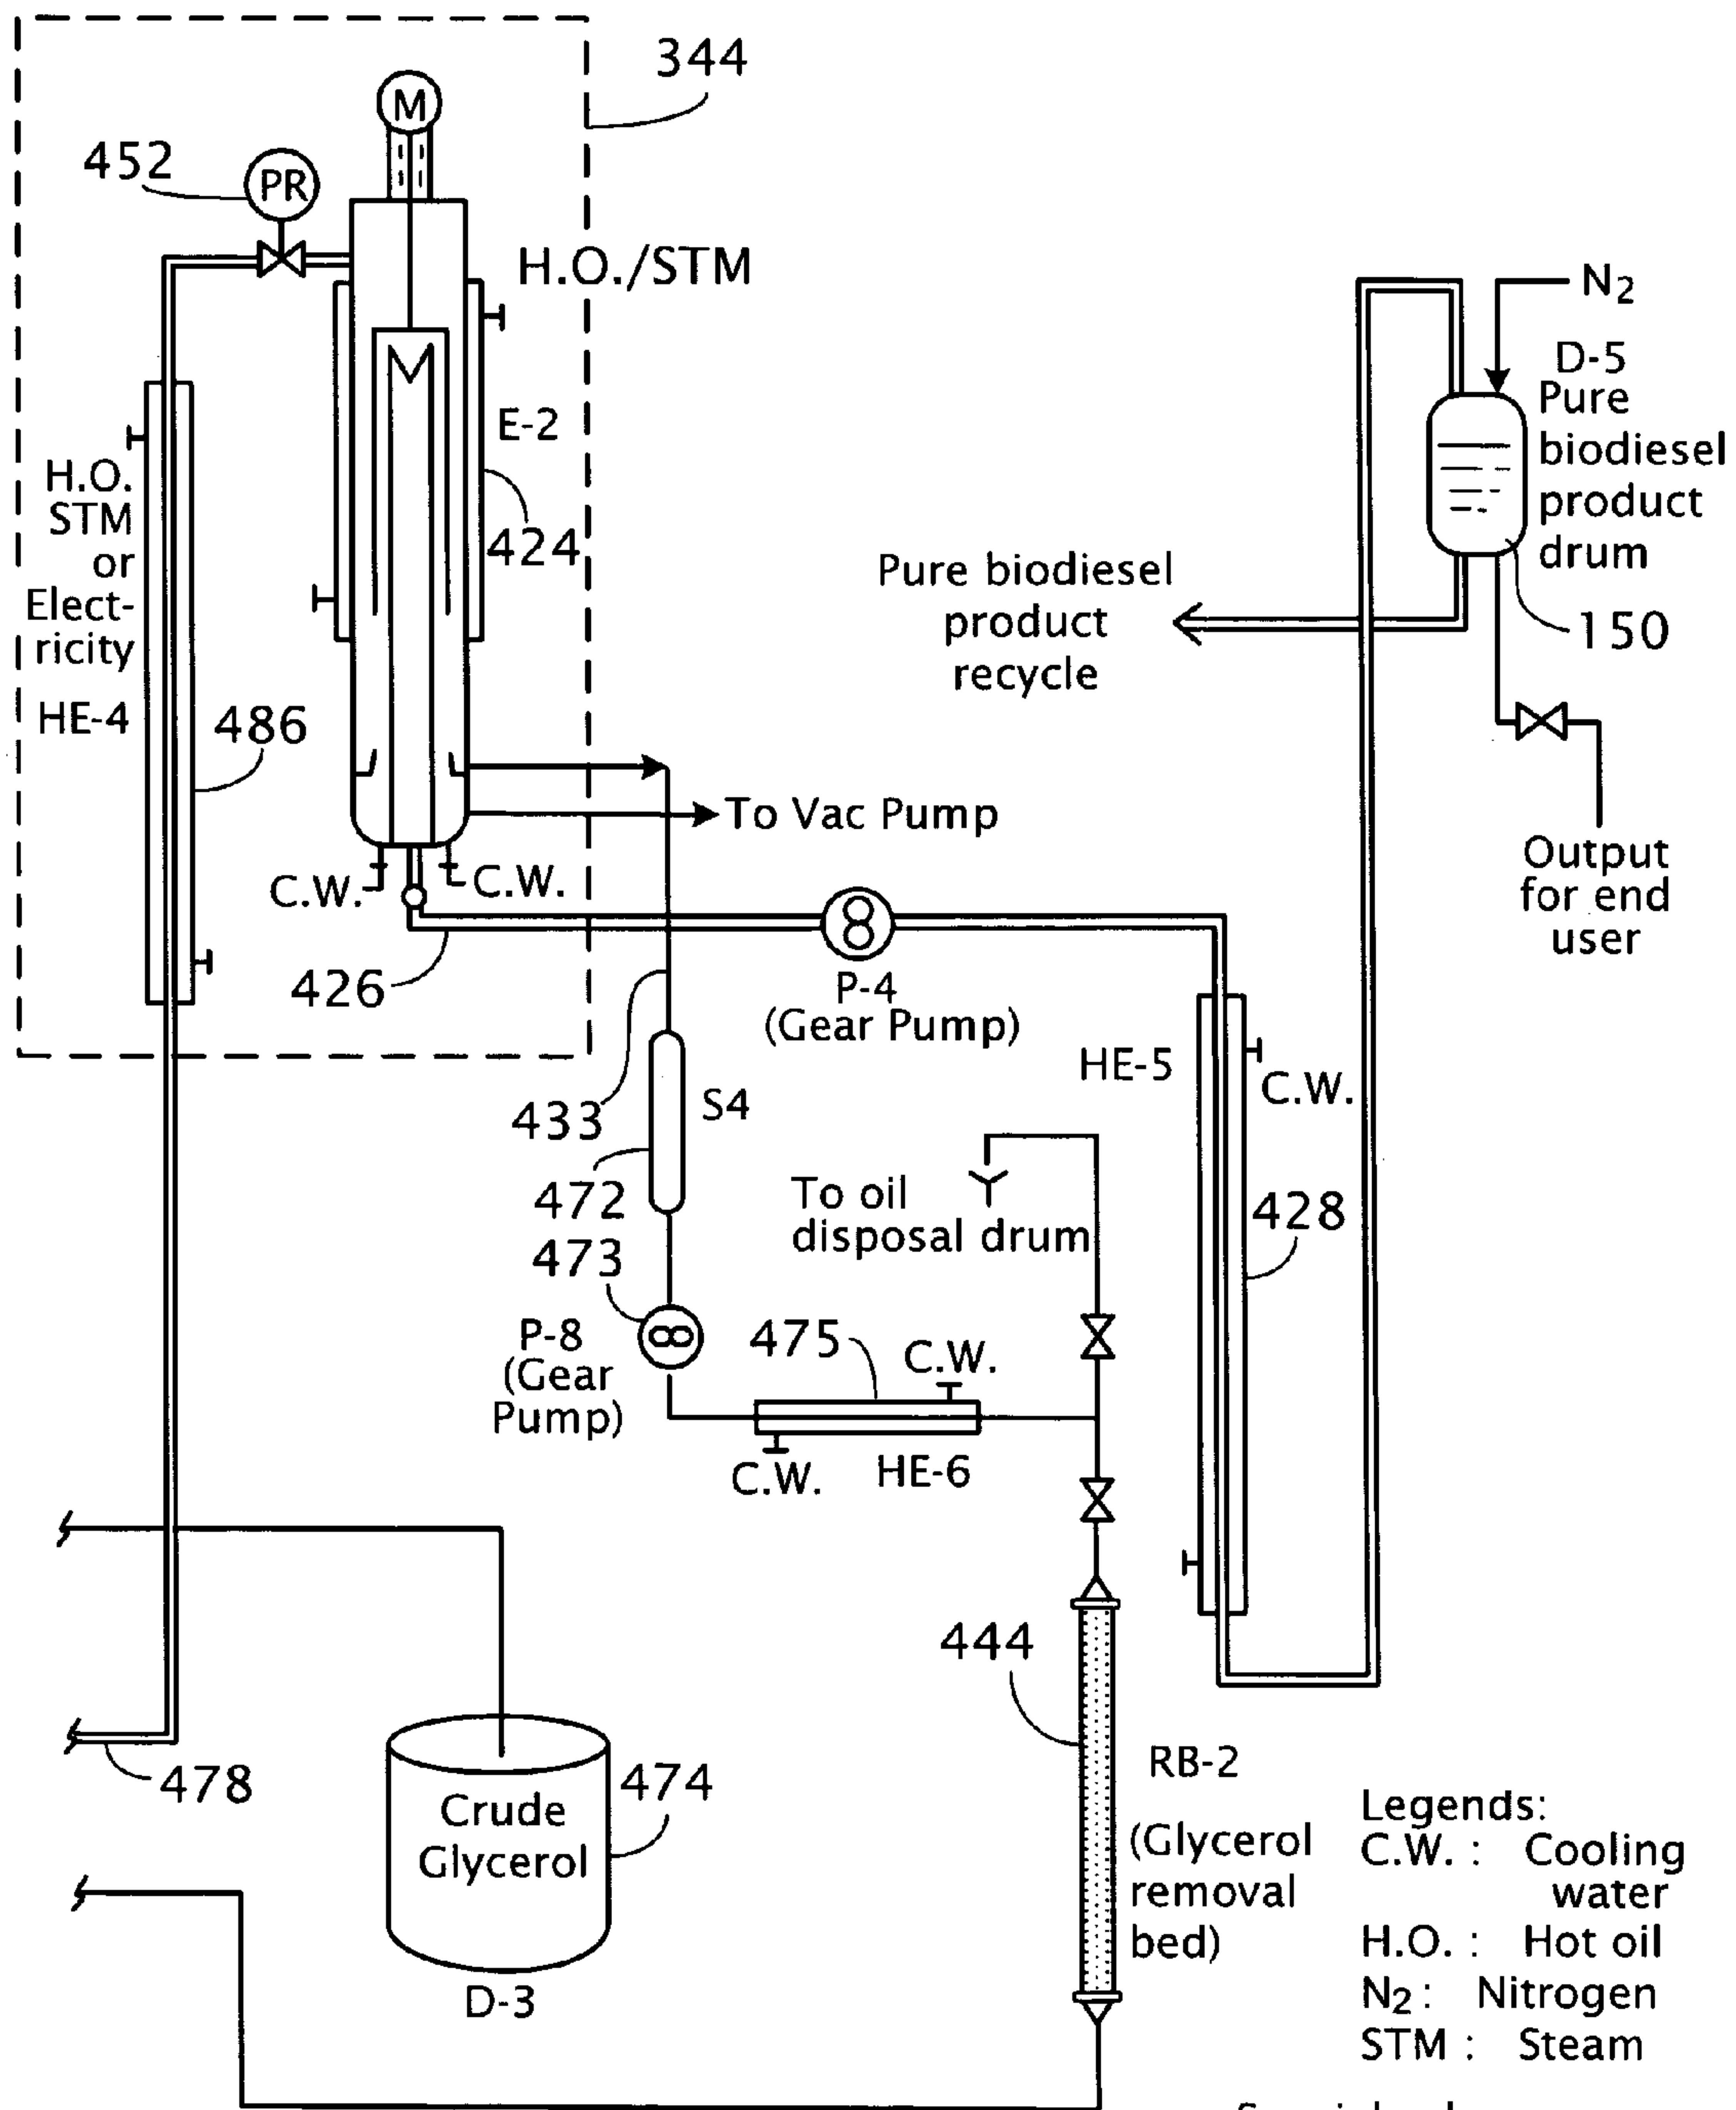 344
M
452
PR
H.O./STM
N2
D-5
Pure
biodiesel
product
drum
E-2
424
H.O.
STM
or
Elect-
ricity
HE-4
486
Pure biodiesel
product
recycle
150
To Vac Pump
Output
for end
user
C.W.
C.W.
426
P-4
(Gear Pump)
HE-5
C.W.
433
S4
472
To oil
disposal drum
428
473
P-8
(Gear
Pump)
475
C.W.
C.W.
HE-6
444
RB-2
(Glycerol
removal
bed)
478
Crude
Glycerol
474
D-3
Legends:
C.W. : Cooling
water
H.O. : Hot oil
N2 : Nitrogen
STM : Steam